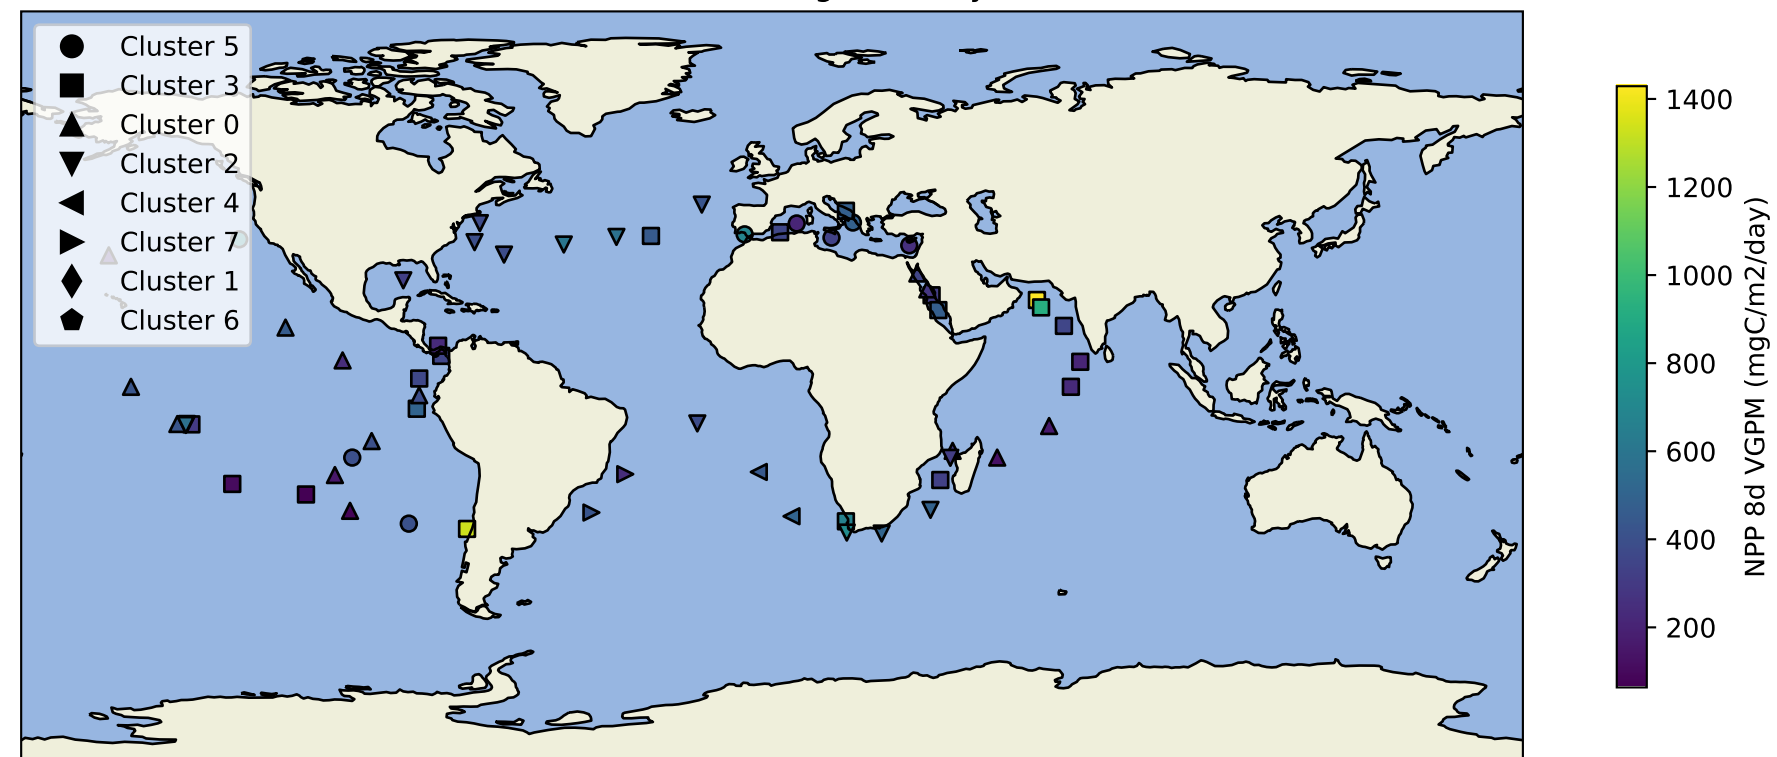 Cluster 5
Cluster 3
Cluster 0
Cluster 2
Cluster 4
Cluster 7
Cluster 1
Cluster 6
1400
1200
1000
800
600
400
200
NPP 8d VGPM (mgC/m2/day)